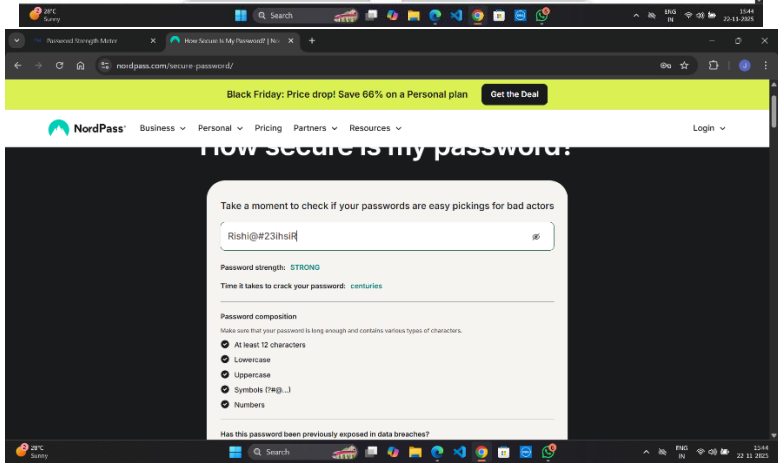 28°C
Sunny
Search
ENG
IN
15:44
22-11-2025
Password Strength Meter
How Secure Is My Password? | No
nordpass.com/secure-password/
Black Friday: Price drop! Save 66% on a Personal plan
Get the Deal
NordPass®
Business
Personal
Pricing
Partners
Resources
Login
How secure is my password?
Take a moment to check if your passwords are easy pickings for bad actors
Rishi@#23ihsiR
Password strength: STRONG
Time it takes to crack your password: centuries
Password composition
Make sure that your password is long enough and contains various types of characters.
At least 12 characters
Lowercase
Uppercase
Symbols (?#@...)
Numbers
Has this password been previously exposed in data breaches?
28°C
Sunny
Search
ENG
IN
15:44
22-11-2025